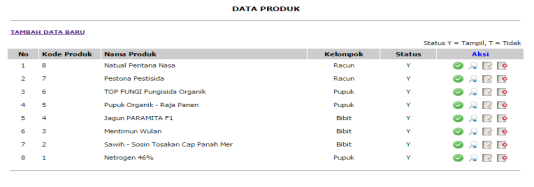 DATA PRODUK
TAMBAH DATA BARU
Status Y = Tampil, T = Tidak
No Kode Produk Nama Produk Kelompok Status Aksi
1 8 Natual Pentana Nasa Racun Y
2 7 Pestona Pestisida Racun Y
3 6 TOP FUNGI Fungisida Organik Pupuk Y
4 5 Pupuk Organik - Raja Panen Pupuk Y
5 4 Jagun PARAMITA F1 Bibit Y
6 3 Mentimun Wulan Bibit Y
7 2 Sawih - Sosin Tosakan Cap Panah Mer Bibit Y
8 1 Netrogen 46% Pupuk Y